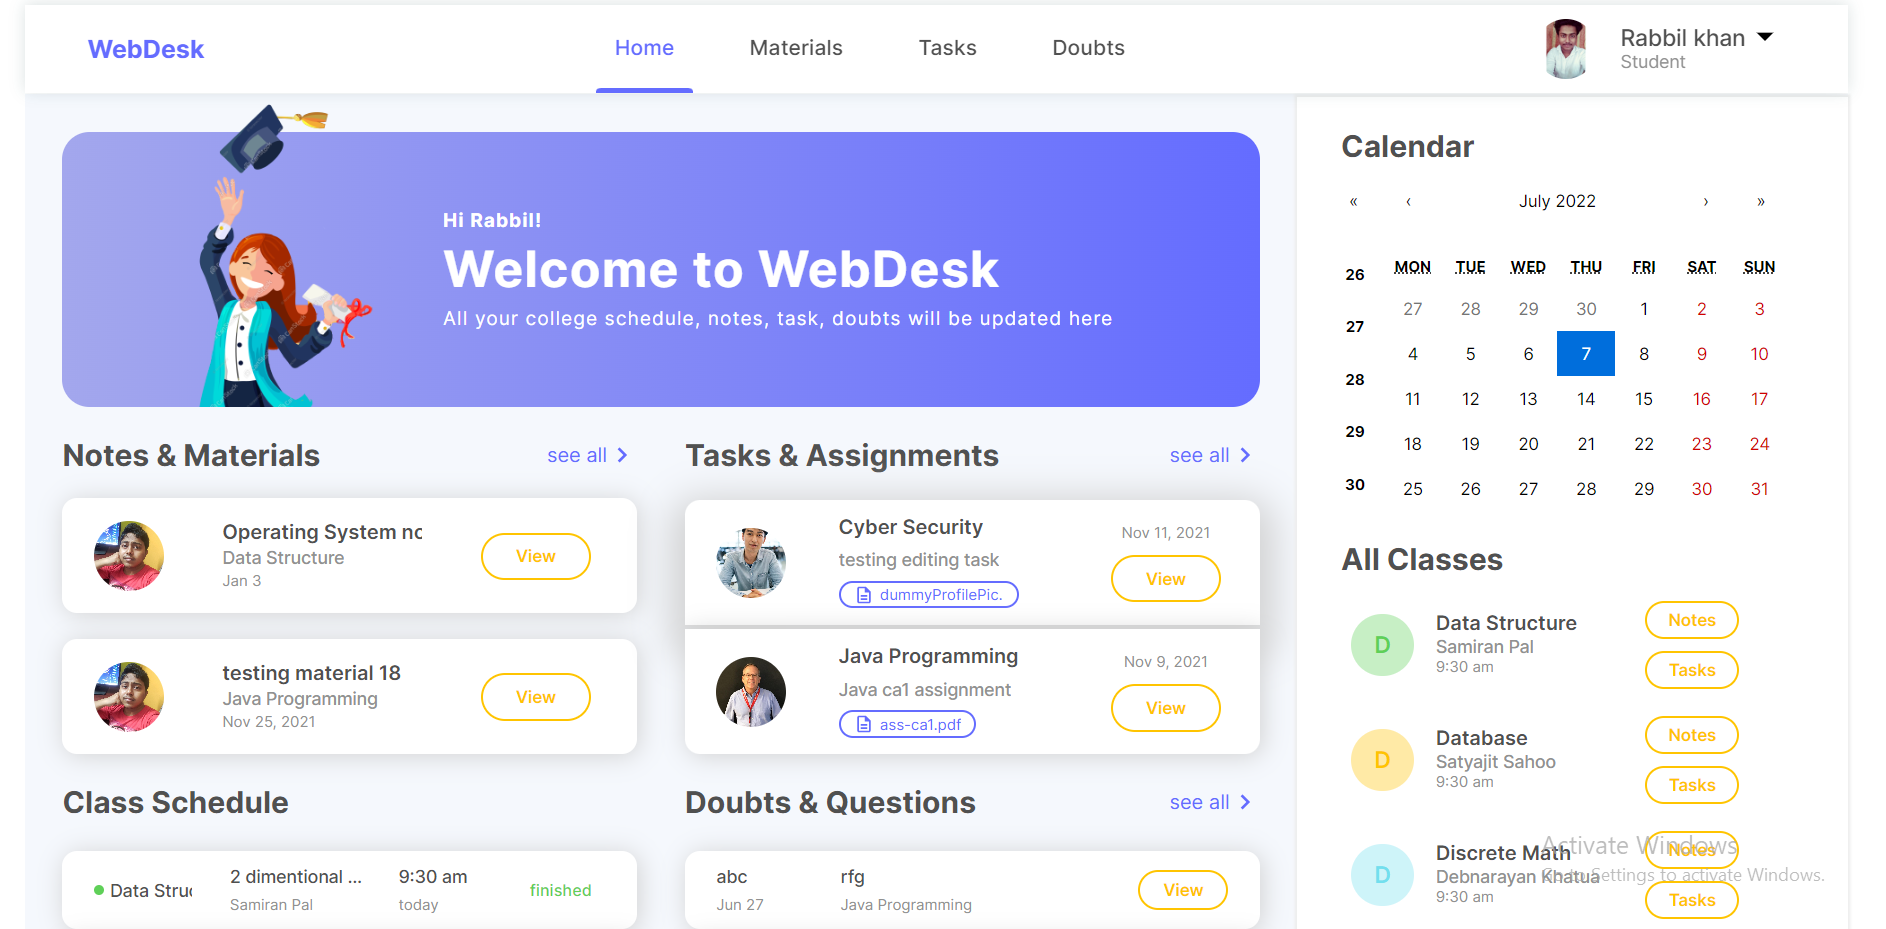 WebDesk
Home Materials Tasks Doubts
Rabbil khan
Student
Hi Rabbil!
Welcome to WebDesk
All your college schedule, notes, task, doubts will be updated here
Notes & Materials see all
Operating System no
Data Structure
Jan 3
View
testing material 18
Java Programming
Nov 25, 2021
View
Tasks & Assignments see all
Cyber Security
testing editing task
dummyProfilePic.
Nov 11, 2021
View
Java Programming
Java ca1 assignment
ass-ca1.pdf
Nov 9, 2021
View
Class Schedule
Data Struc 2 dimentional ... 9:30 am finished
Samiran Pal today
Doubts & Questions see all
abc rfg View
Jun 27 Java Programming
Calendar
« ‹ July 2022 › »
MON TUE WED THU FRI SAT SUN
26 27 28 29 30 1 2 3
27 4 5 6 7 8 9 10
28 11 12 13 14 15 16 17
29 18 19 20 21 22 23 24
30 25 26 27 28 29 30 31
All Classes
D
Data Structure
Samiran Pal
9:30 am
Notes
Tasks
D
Database
Satyajit Sahoo
9:30 am
Notes
Tasks
D
Discrete Math
Debnarayan Khatua
9:30 am
Notes
Tasks
Activate Windows
Go to Settings to activate Windows.